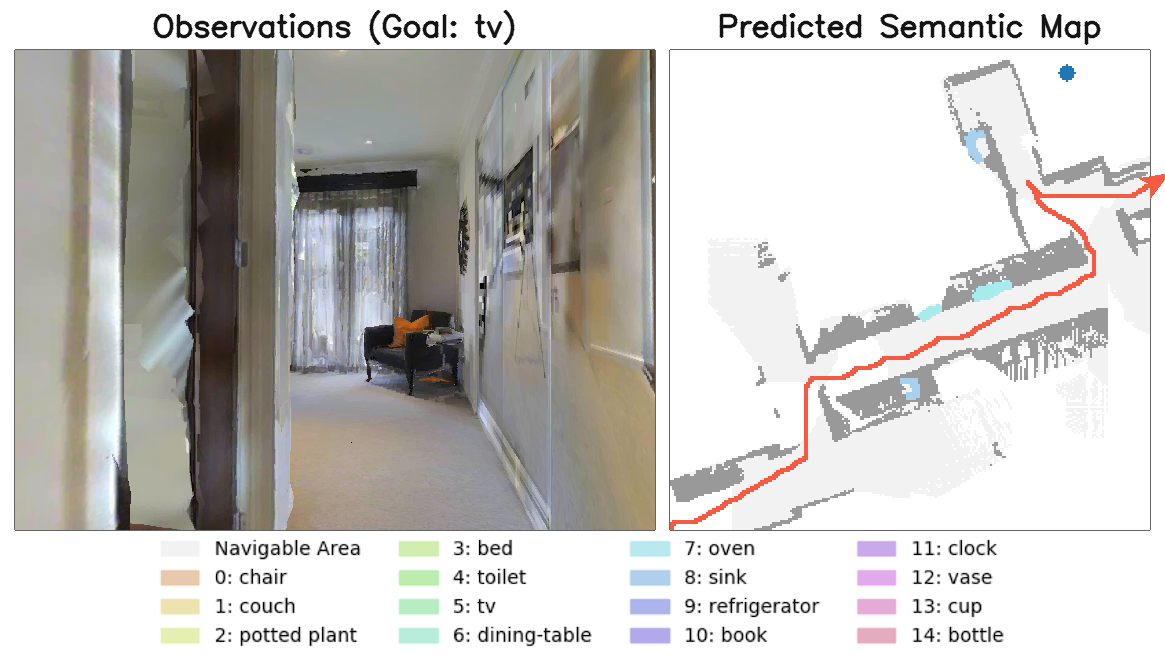 Observations (Goal: tv)
Predicted Semantic Map
Navigable Area
0: chair
1: couch
2: potted plant
3: bed
4: toilet
5: tv
6: dining-table
7: oven
8: sink
9: refrigerator
10: book
11: clock
12: vase
13: cup
14: bottle